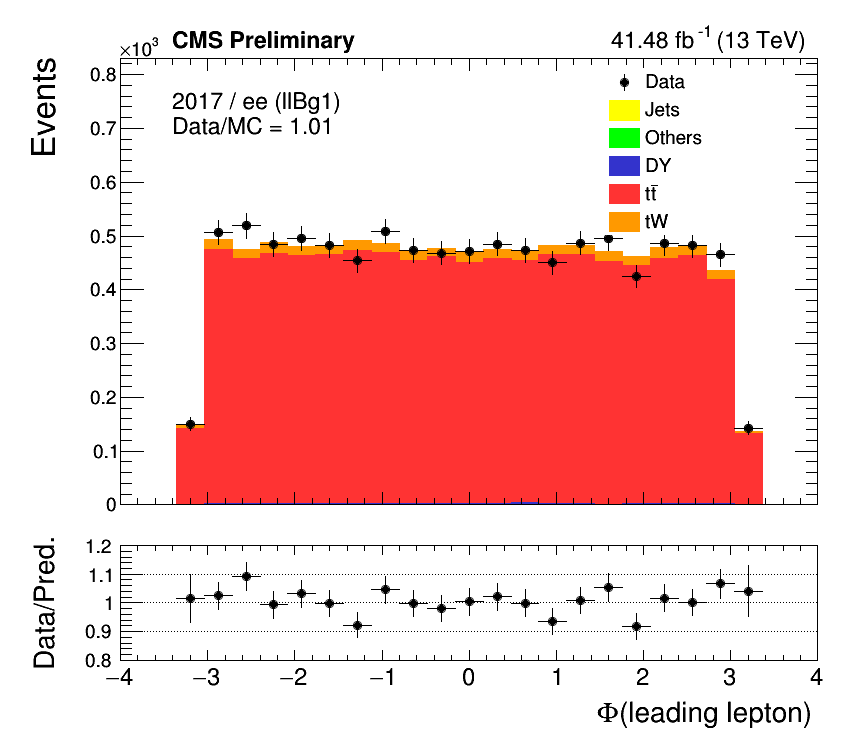 ×10³ CMS Preliminary 41.48 fb⁻¹ (13 TeV)
Events
2017 / ee (llBg1)
Data/MC = 1.01
Data
Jets
Others
DY
tt̄
tW
0.8
0.7
0.6
0.5
0.4
0.3
0.2
0.1
0
Data/Pred.
1.2
1.1
1
0.9
0.8
−4 −3 −2 −1 0 1 2 3 4
Φ(leading lepton)